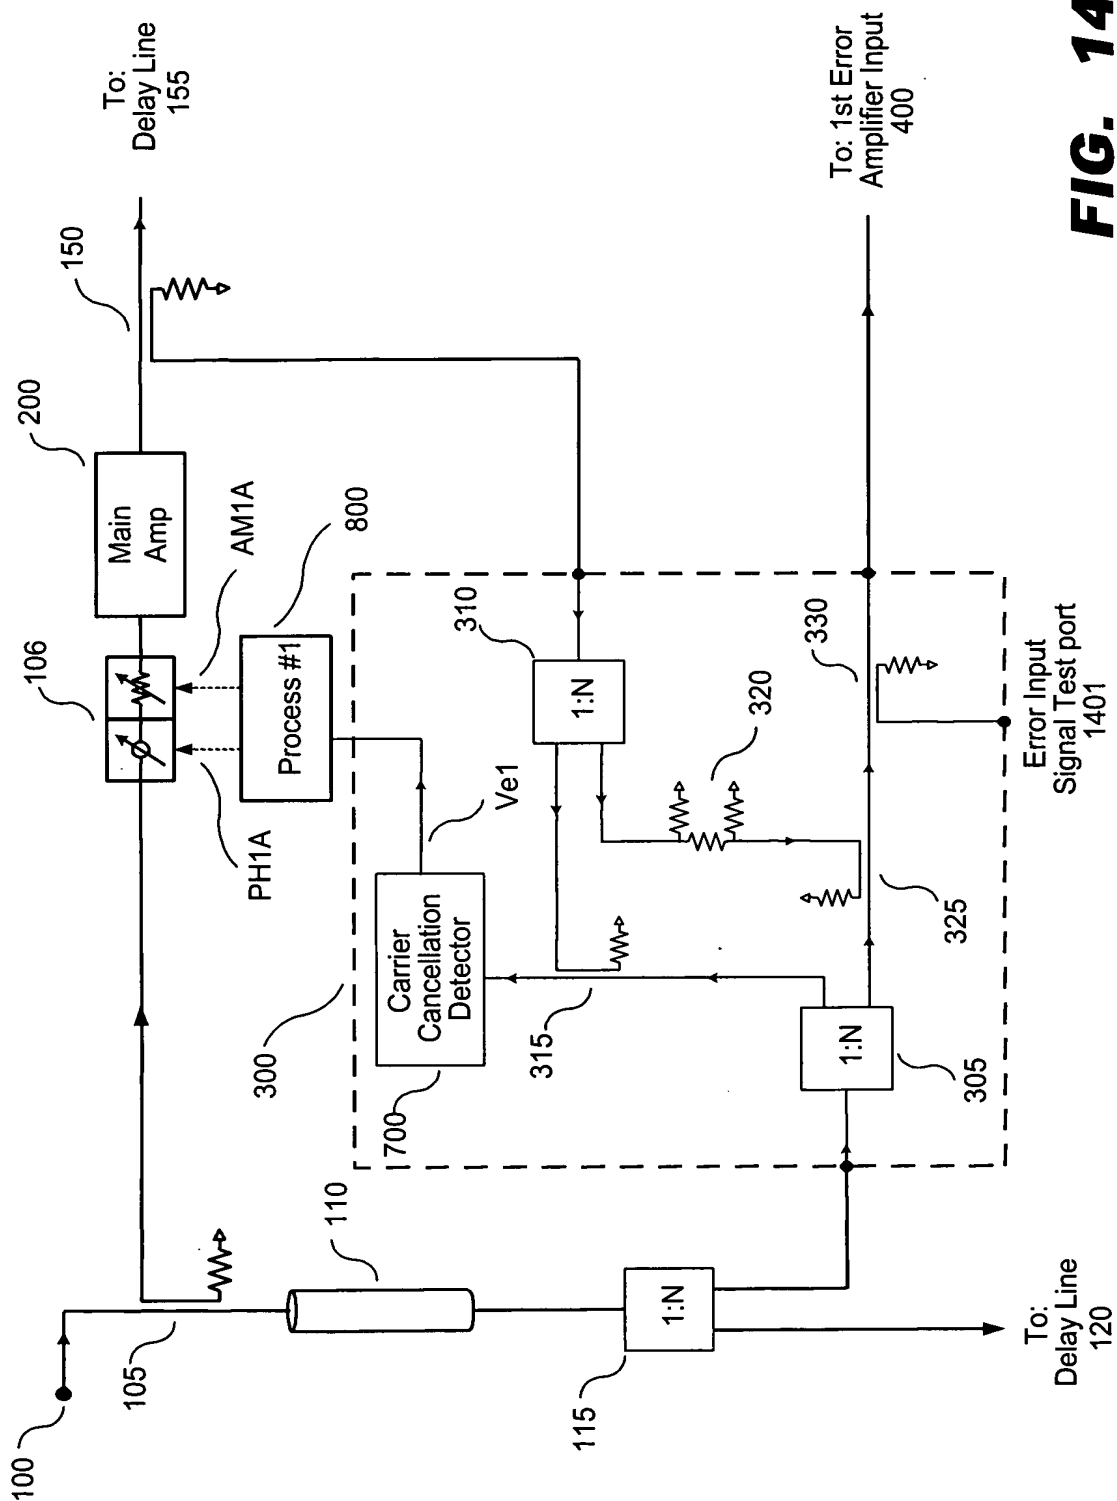 100
105
110
115
To:
Delay Line
120
106
Main
Amp
200
150
To:
Delay Line
155
PH1A
AM1A
Process #1
800
300
Carrier
Cancellation
Detector
700
Ve1
315
1:N
310
320
325
330
1:N
305
1:N
Error Input
Signal Test port
1401
To: 1st Error
Amplifier Input
400
FIG. 14